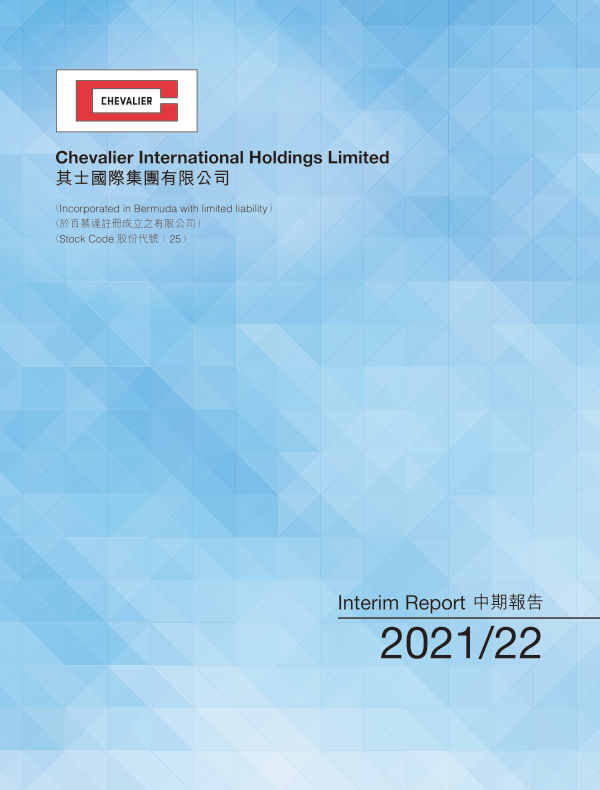 CHEVALIER
Chevalier International Holdings Limited
其士國際集團有限公司
(Incorporated in Bermuda with limited liability)
(於百慕達註冊成立之有限公司)
(Stock Code 股份代號：25)
Interim Report 中期報告
2021/22